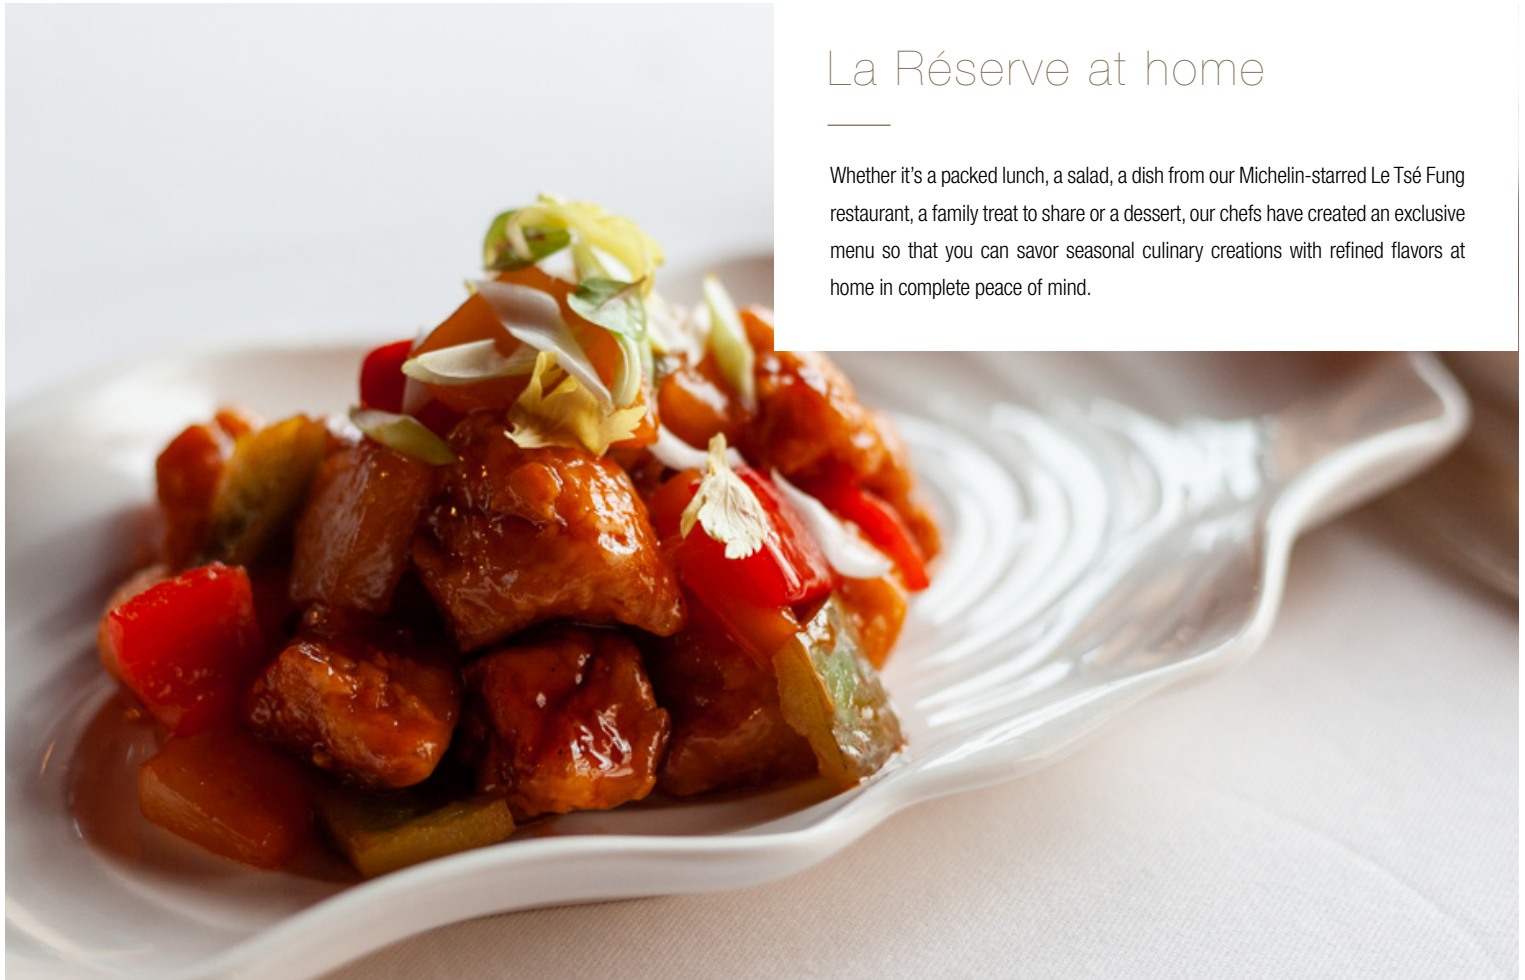 La Réserve at home
Whether it’s a packed lunch, a salad, a dish from our Michelin-starred Le Tsé Fung
restaurant, a family treat to share or a dessert, our chefs have created an exclusive
menu so that you can savor seasonal culinary creations with refined flavors at
home in complete peace of mind.